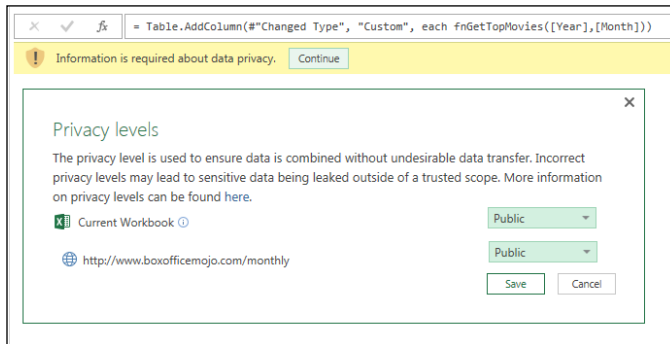 fx = Table.AddColumn(#"Changed Type", "Custom", each fnGetTopMovies([Year],[Month]))
Information is required about data privacy. Continue
Privacy levels
The privacy level is used to ensure data is combined without undesirable data transfer. Incorrect
privacy levels may lead to sensitive data being leaked outside of a trusted scope. More information
on privacy levels can be found here.
Current Workbook Public
http://www.boxofficemojo.com/monthly Public
Save Cancel